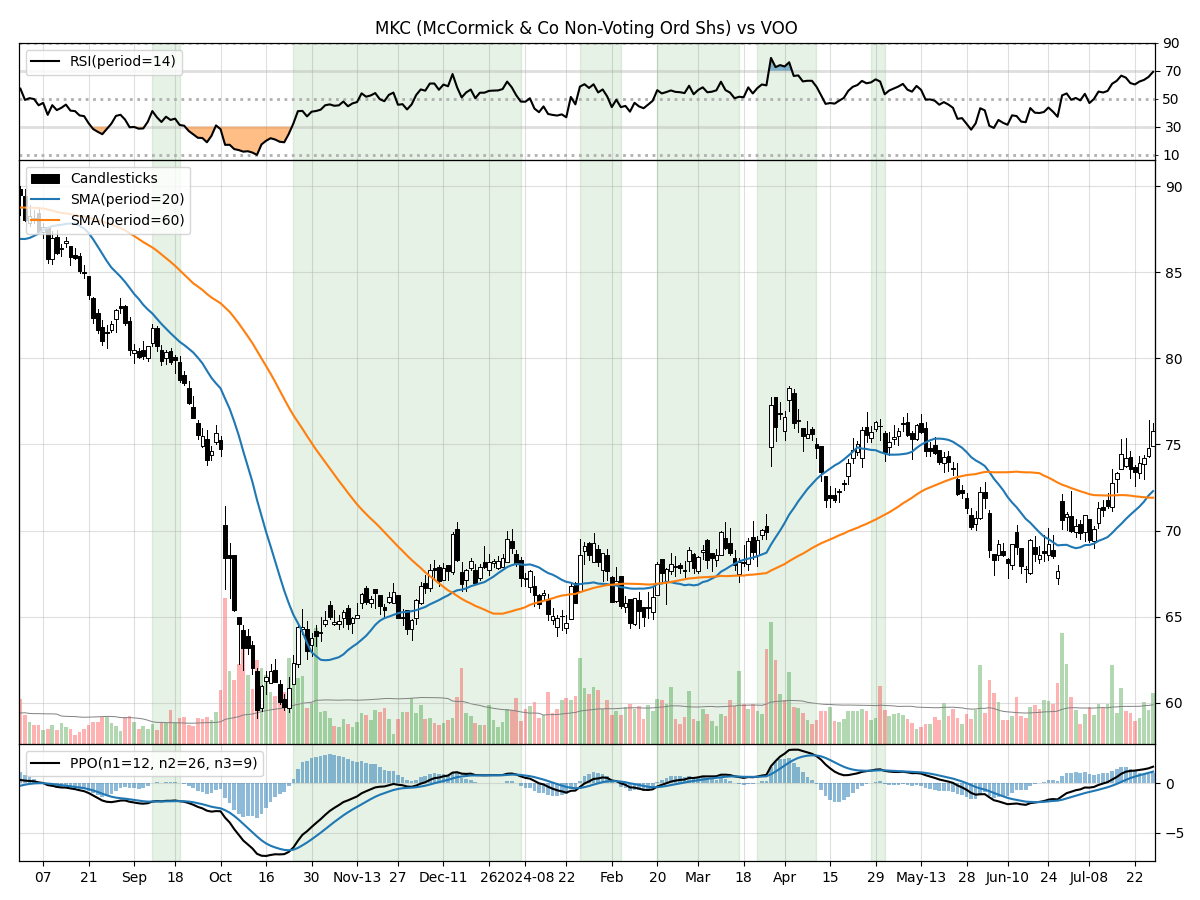 MKC (McCormick & Co Non-Voting Ord Shs) vs VOO
RSI(period=14)
90
70
50
30
10
Candlesticks
SMA(period=20)
SMA(period=60)
90
85
80
75
70
65
60
PPO(n1=12, n2=26, n3=9)
0
−5
07 21 Sep 18 Oct 16 30 Nov-13 27 Dec-11 26 2024-08 22 Feb 20 Mar 18 Apr 15 29 May-13 28 Jun-10 24 Jul-08 22